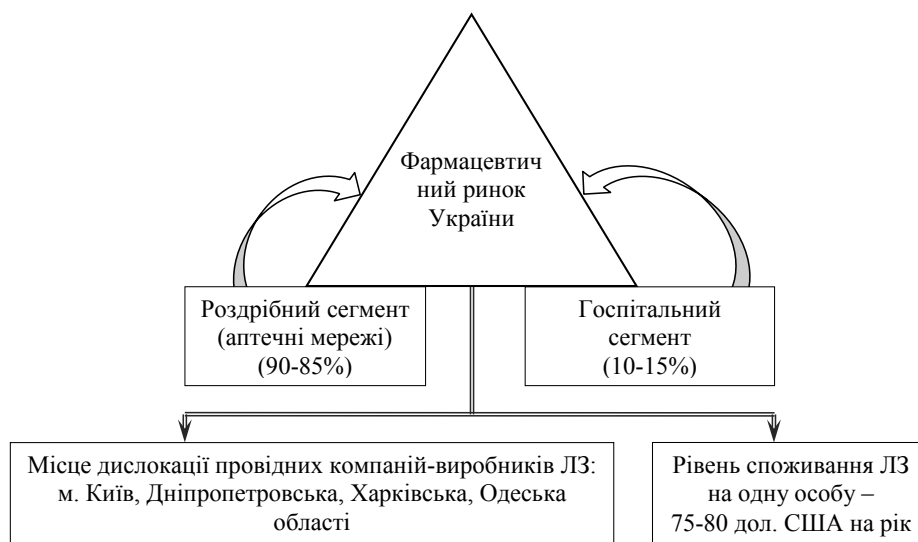 Фармацевтич
ний ринок
України
Роздрібний сегмент
(аптечні мережі)
(90-85%)
Госпітальний
сегмент
(10-15%)
Місце дислокації провідних компаній-виробників ЛЗ:
м. Київ, Дніпропетровська, Харківська, Одеська
області
Рівень споживання ЛЗ
на одну особу –
75-80 дол. США на рік